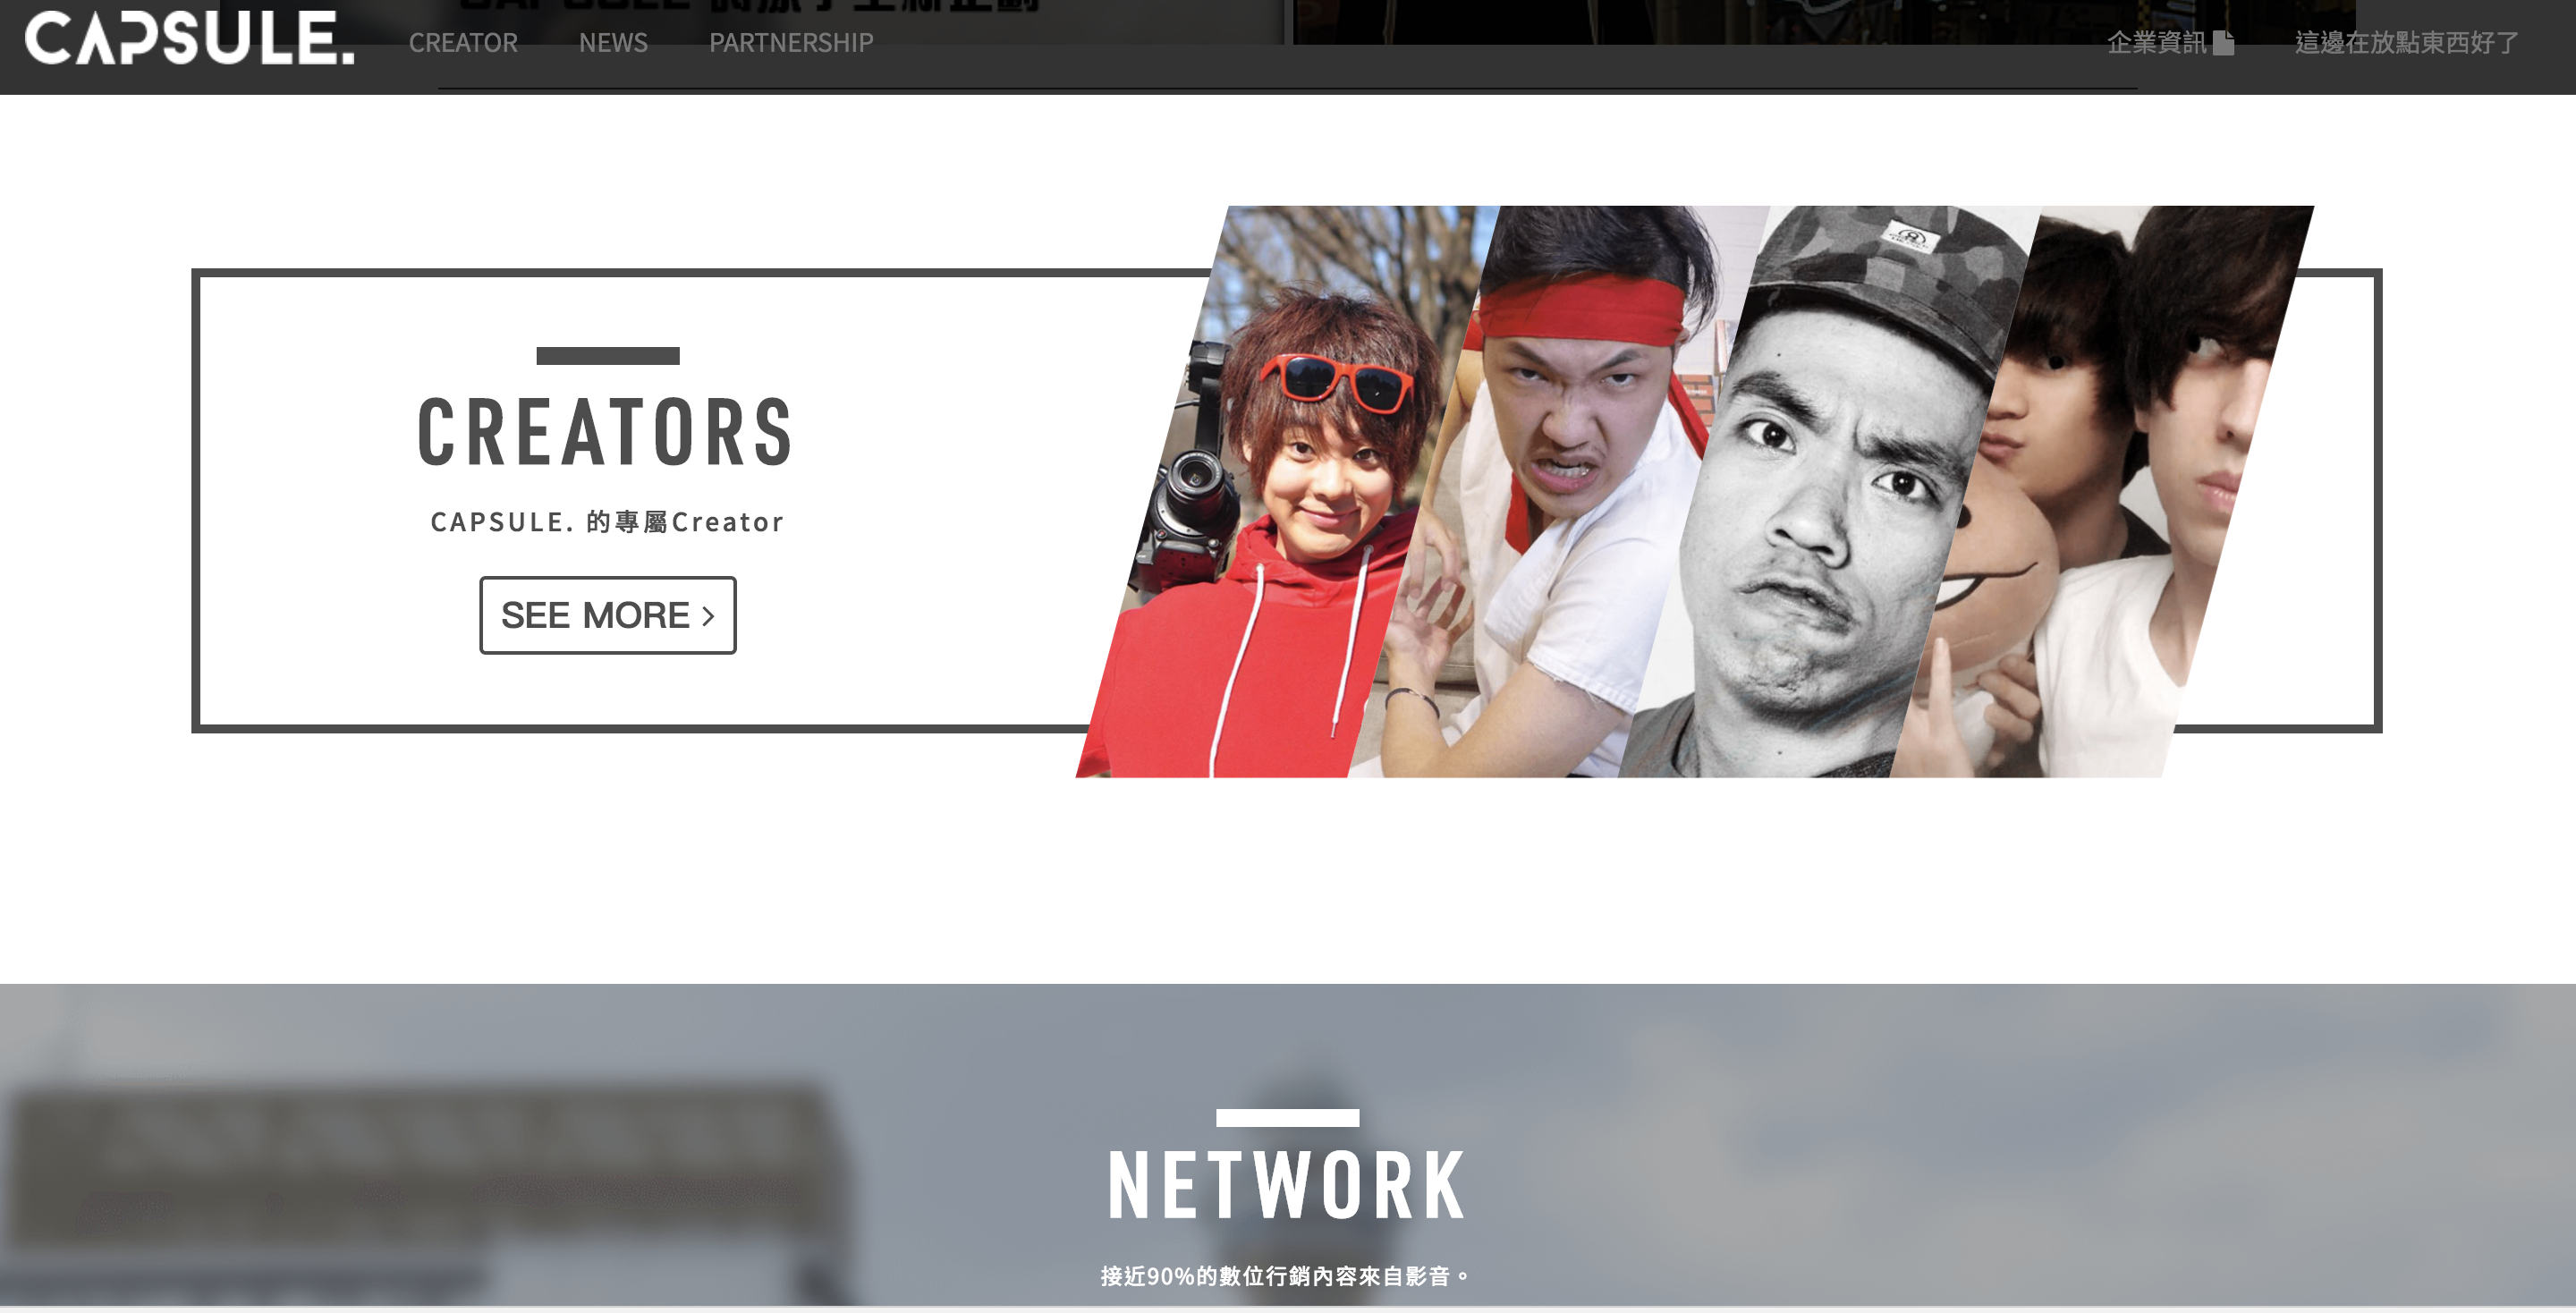 CAPSULE.
CREATOR NEWS PARTNERSHIP
企業資訊 這邊在放點東西好了
CREATORS
CAPSULE. 的專屬Creator
SEE MORE >
NETWORK
接近90%的數位行銷內容來自影音。